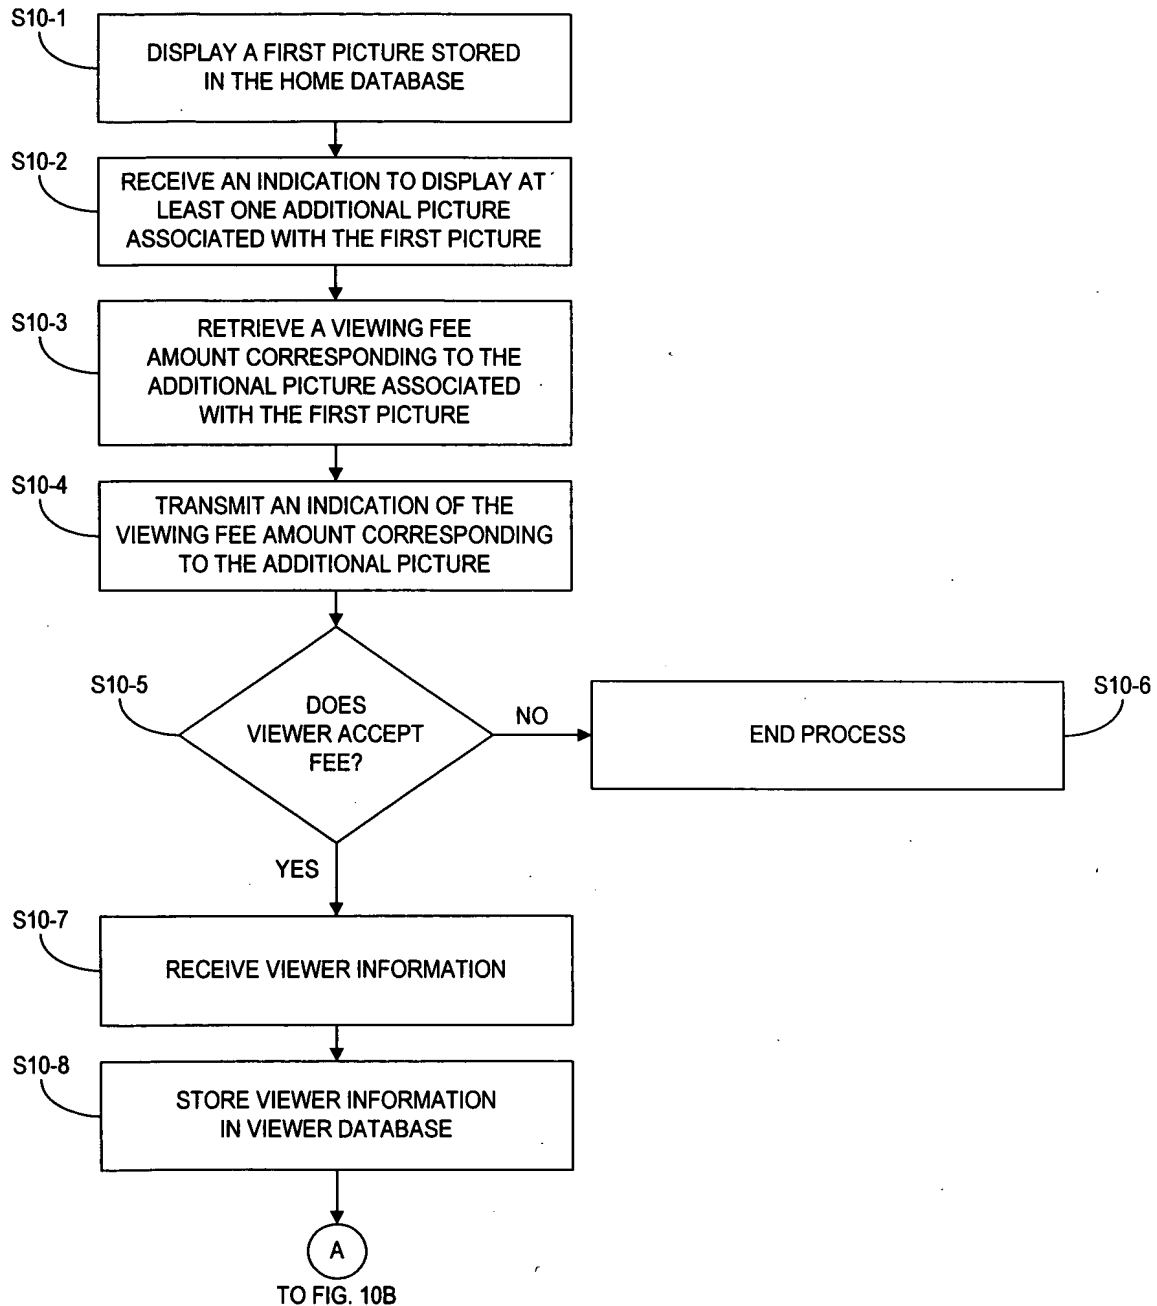 S10-1
DISPLAY A FIRST PICTURE STORED
IN THE HOME DATABASE
S10-2
RECEIVE AN INDICATION TO DISPLAY AT
LEAST ONE ADDITIONAL PICTURE
ASSOCIATED WITH THE FIRST PICTURE
S10-3
RETRIEVE A VIEWING FEE
AMOUNT CORRESPONDING TO THE
ADDITIONAL PICTURE ASSOCIATED
WITH THE FIRST PICTURE
S10-4
TRANSMIT AN INDICATION OF THE
VIEWING FEE AMOUNT CORRESPONDING
TO THE ADDITIONAL PICTURE
S10-5
DOES
VIEWER ACCEPT
FEE?
NO
END PROCESS
S10-6
YES
S10-7
RECEIVE VIEWER INFORMATION
S10-8
STORE VIEWER INFORMATION
IN VIEWER DATABASE
A
TO FIG. 10B